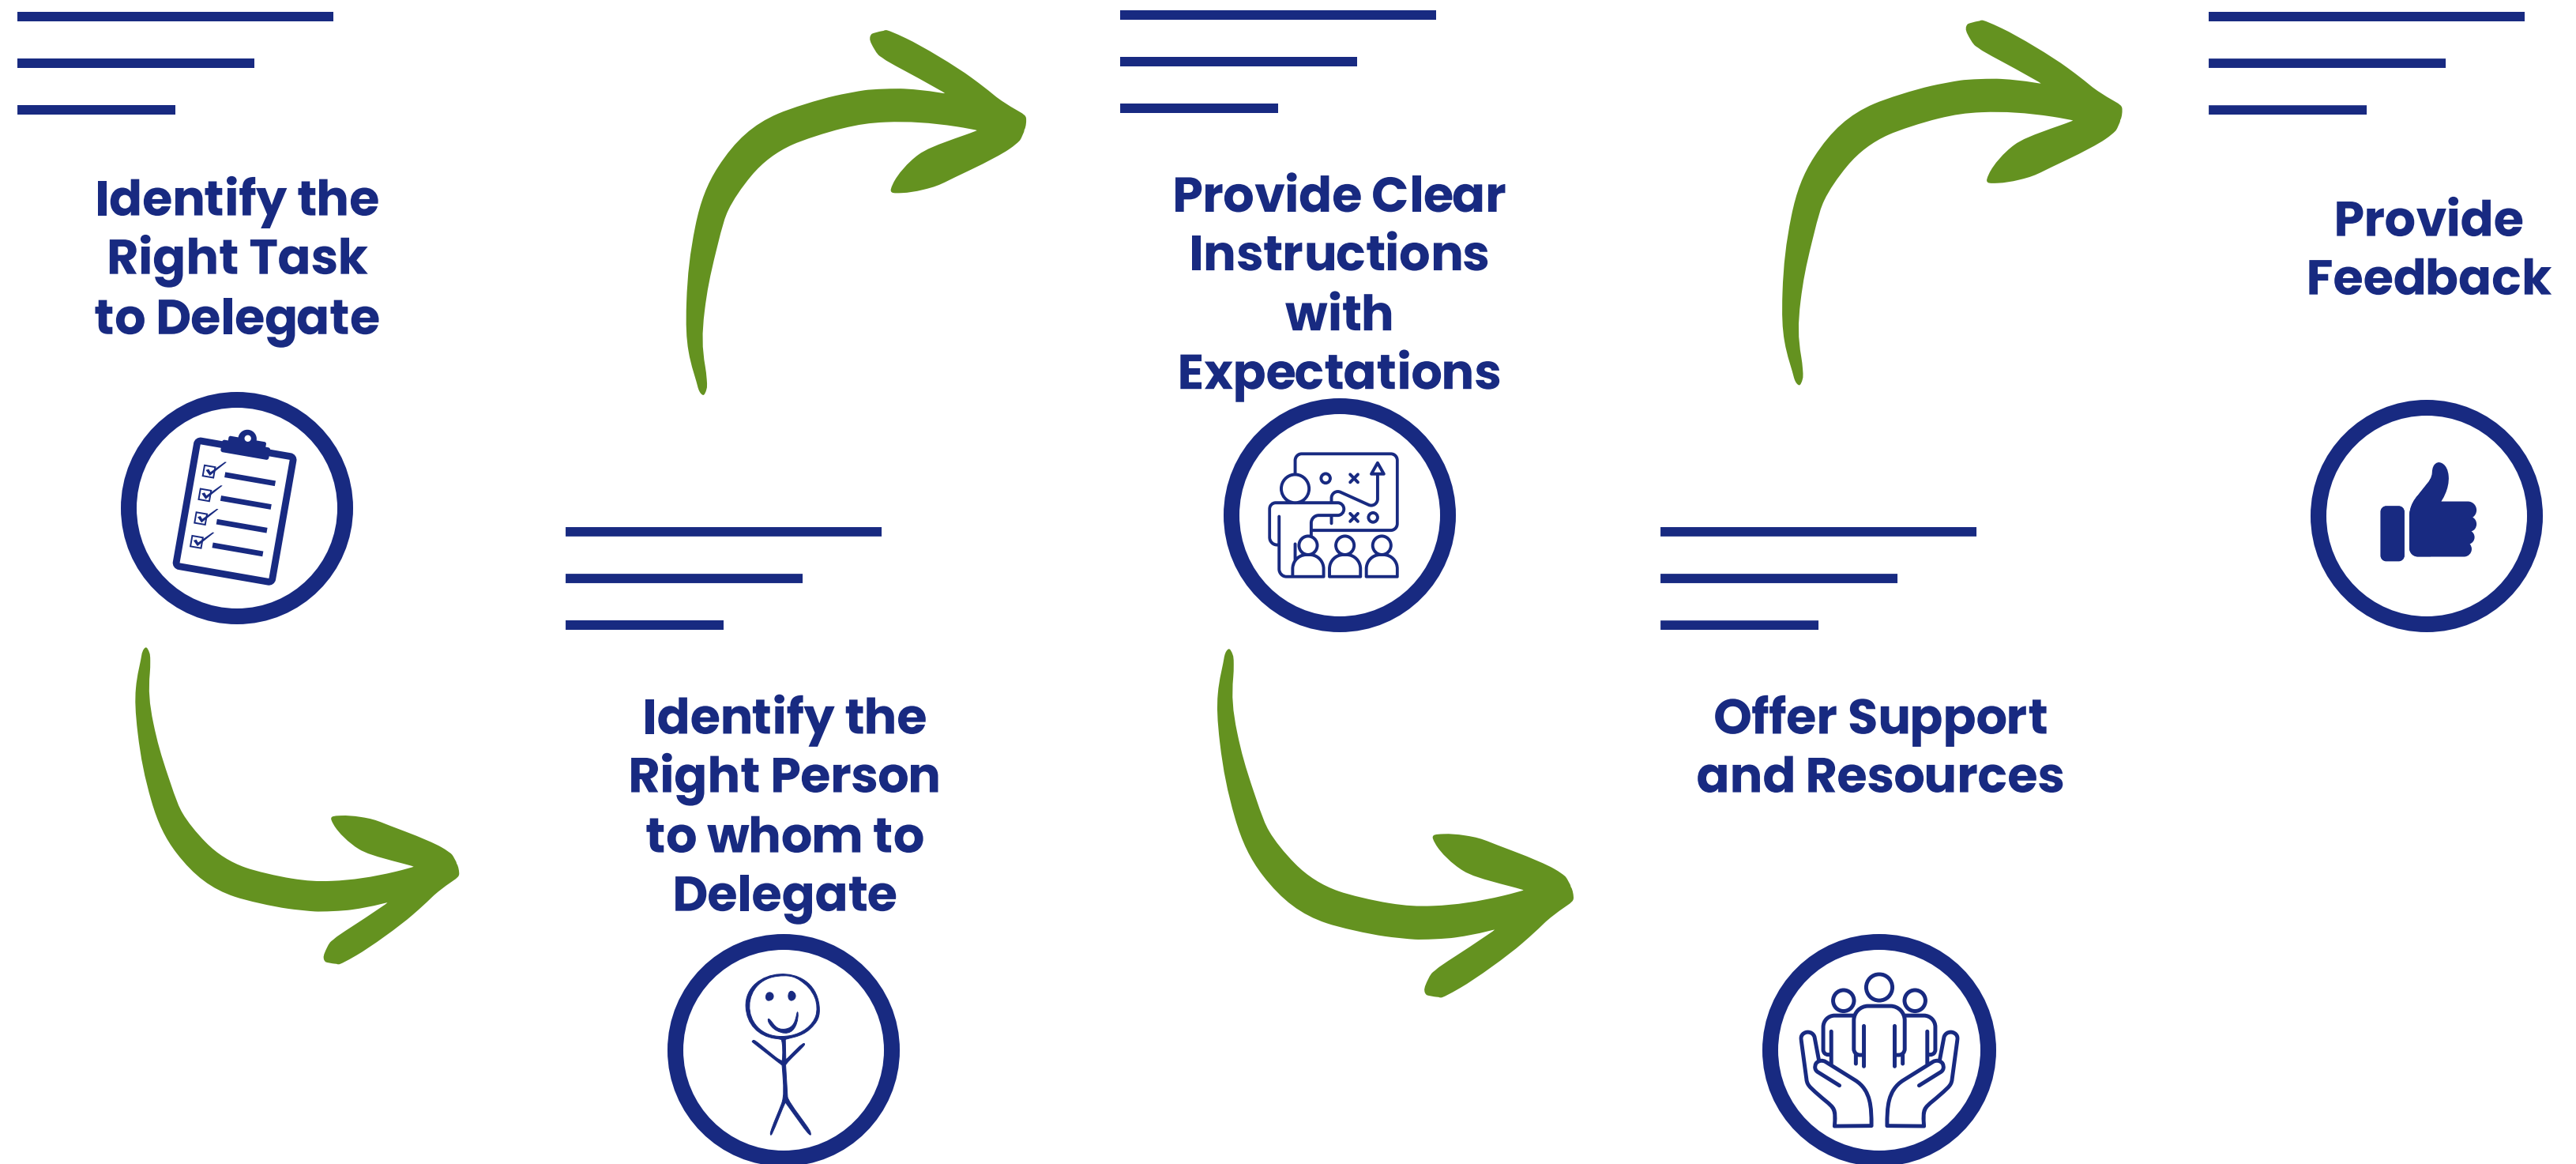 Identify the
Right Task
to Delegate
Identify the
Right Person
to whom to
Delegate
Provide Clear
Instructions
with
Expectations
Offer Support
and Resources
Provide
Feedback